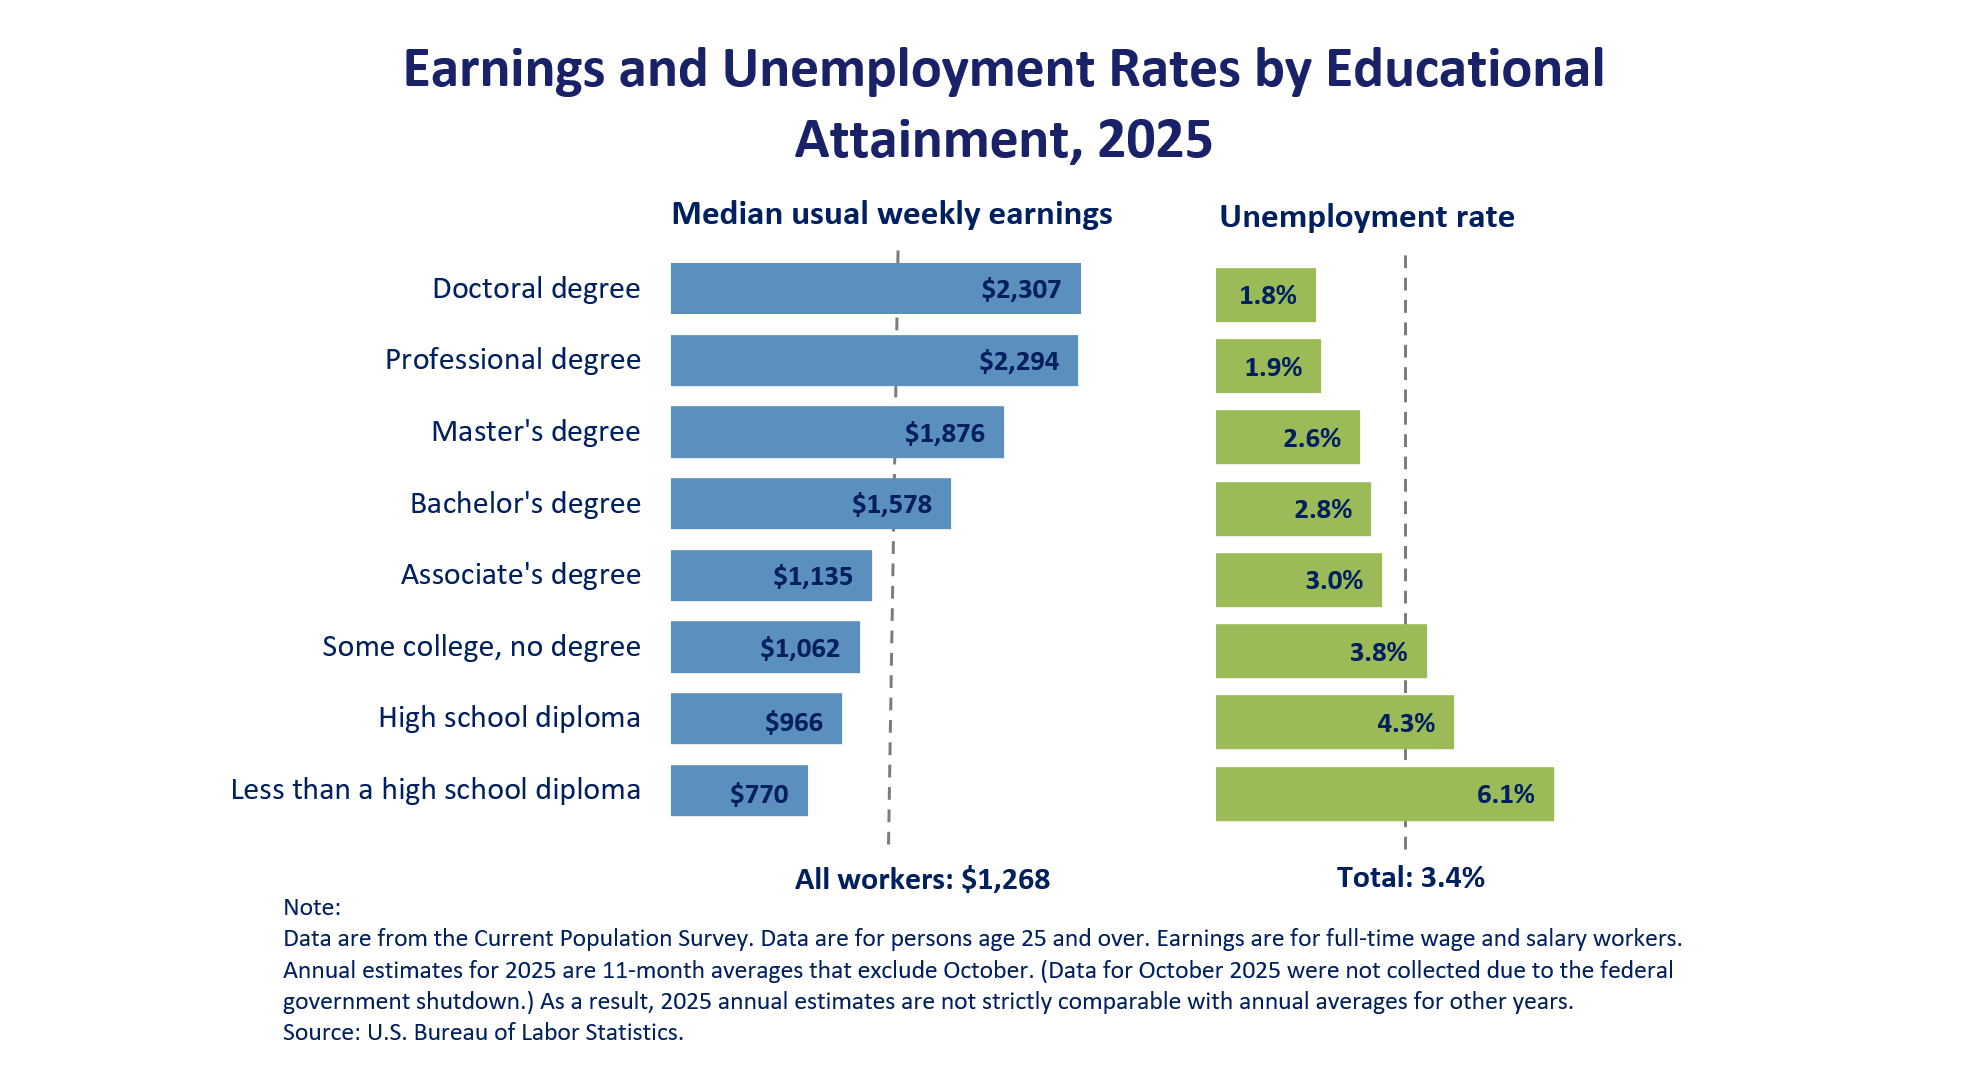 Earnings and Unemployment Rates by Educational
Attainment, 2025
Median usual weekly earnings
Unemployment rate
Doctoral degree $2,307 1.8%
Professional degree $2,294 1.9%
Master's degree $1,876 2.6%
Bachelor's degree $1,578 2.8%
Associate's degree $1,135 3.0%
Some college, no degree $1,062 3.8%
High school diploma $966 4.3%
Less than a high school diploma $770 6.1%
All workers: $1,268
Total: 3.4%
Note:
Data are from the Current Population Survey. Data are for persons age 25 and over. Earnings are for full-time wage and salary workers.
Annual estimates for 2025 are 11-month averages that exclude October. (Data for October 2025 were not collected due to the federal
government shutdown.) As a result, 2025 annual estimates are not strictly comparable with annual averages for other years.
Source: U.S. Bureau of Labor Statistics.